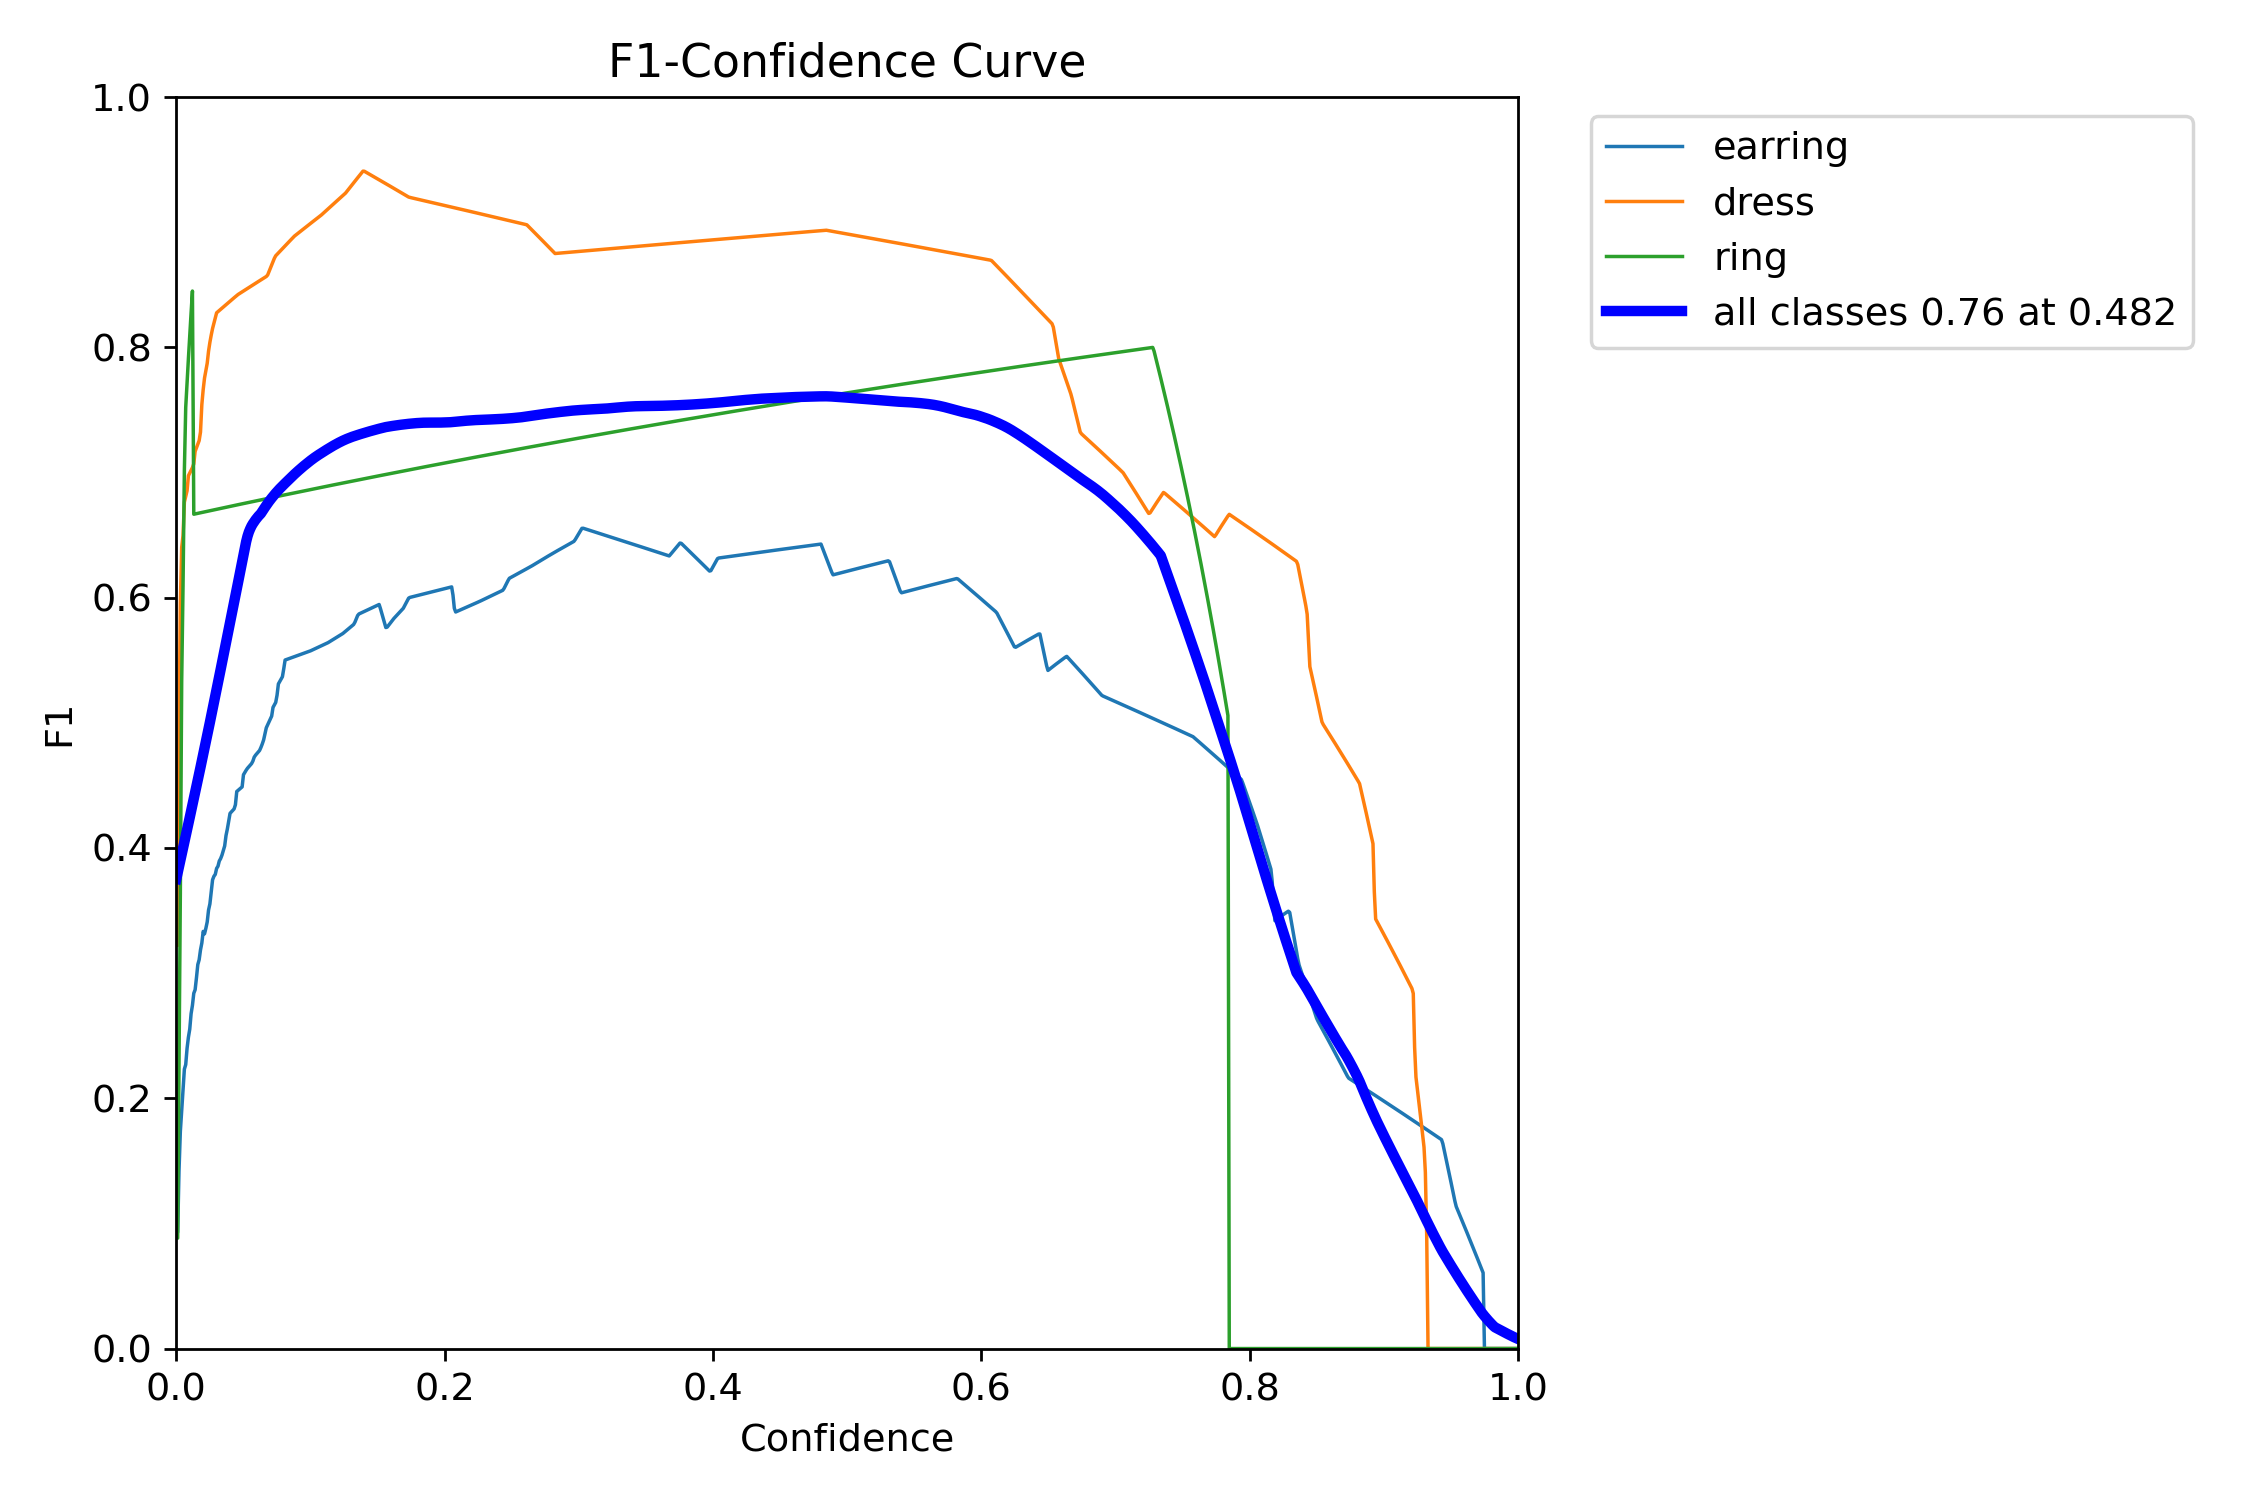 F1-Confidence Curve
1.0
0.8
0.6
0.4
0.2
0.0
F1
0.0 0.2 0.4 0.6 0.8 1.0
Confidence
earring
dress
ring
all classes 0.76 at 0.482